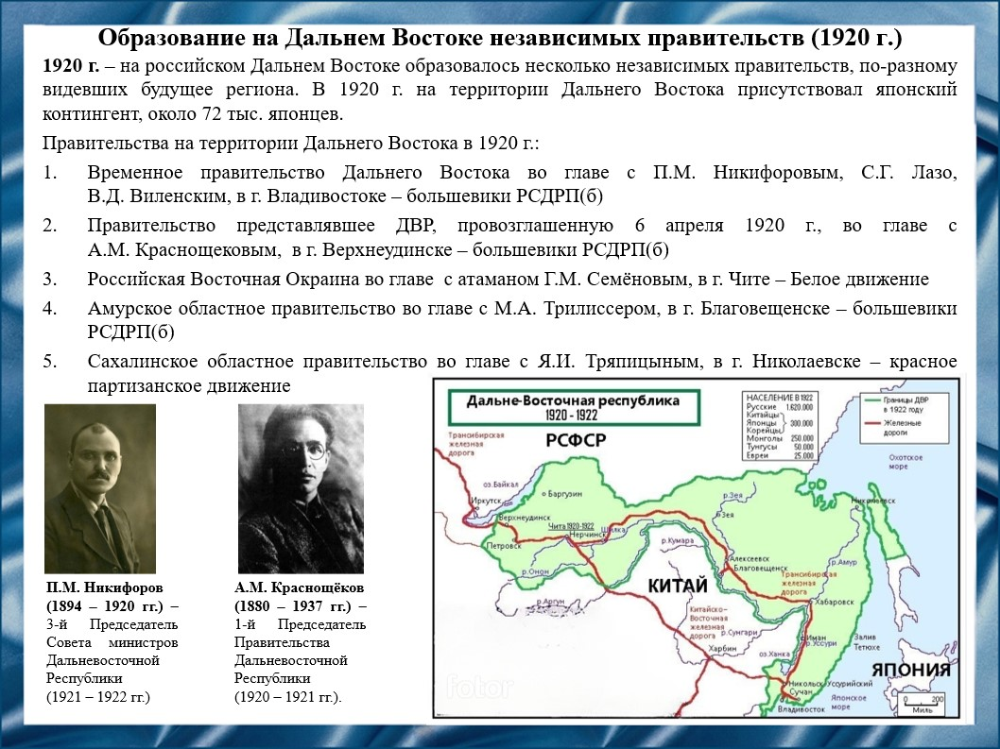 Образование на Дальнем Востоке независимых правительств (1920 г.)
1920 г. – на российском Дальнем Востоке образовалось несколько независимых правительств, по-разному
видевших будущее региона. В 1920 г. на территории Дальнего Востока присутствовал японский
контингент, около 72 тыс. японцев.
Правительства на территории Дальнего Востока в 1920 г.:
1. Временное правительство Дальнего Востока во главе с П.М. Никифоровым, С.Г. Лазо,
В.Д. Виленским, в г. Владивостоке – большевики РСДРП(б)
2. Правительство представлявшее ДВР, провозглашенную 6 апреля 1920 г., во главе с
А.М. Краснощековым, в г. Верхнеудинске – большевики РСДРП(б)
3. Российская Восточная Окраина во главе с атаманом Г.М. Семёновым, в г. Чите – Белое движение
4. Амурское областное правительство во главе с М.А. Трилиссером, в г. Благовещенске – большевики
РСДРП(б)
5. Сахалинское областное правительство во главе с Я.И. Тряпицыным, в г. Николаевске – красное
партизанское движение
П.М. Никифоров
(1894 – 1920 гг.) –
3-й Председатель
Совета министров
Дальневосточной
Республики
(1921 – 1922 гг.)
А.М. Краснощёков
(1880 – 1937 гг.) –
1-й Председатель
Правительства
Дальневосточной
Республики
(1920 – 1921 гг.).
Дальне-Восточная республика
1920 - 1922
НАСЕЛЕНИЕ В 1922
Русские 1.620.000
Китайцы
Японцы 300.000
Корейцы
Монголы 250.000
Тунгусы 50.000
Евреи 25.000
Границы ДВР
в 1922 году
Железные
дороги
РСФСР
Транссибирская
железная
дорога
Охотское
море
оз.Байкал
Баргузин
Иркутск
р.Зея
Зея
Николаевск
Верхнеудинск
Чита 1920-1922
Нерчинск
Шилка
Петровск
р.Онон
р.Кумара
Алексеевск
Благовещенск
р.Амур
КИТАЙ
Транссибирская
железная
дорога
р.Аргун
Хабаровск
Китайско-
Восточная
железная
дорога
р.Сунгари
Харбин
Иман
р.Уссури
оз.Ханка
Залив
Тетюхе
ЯПОНИЯ
Никольск Уссурийский
Сучан
Владивосток
Японское
море
0 200
Миль
fotor